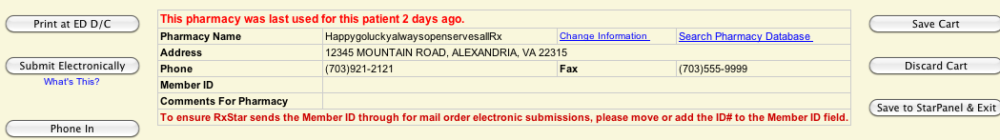 Print at ED D/C
Submit Electronically
What's This?
Phone In
This pharmacy was last used for this patient 2 days ago.
Pharmacy Name HappygoluckyalwaysopenservesallRx Change Information Search Pharmacy Database
Address 12345 MOUNTAIN ROAD, ALEXANDRIA, VA 22315
Phone (703)921-2121 Fax (703)555-9999
Member ID
Comments For Pharmacy
To ensure RxStar sends the Member ID through for mail order electronic submissions, please move or add the ID# to the Member ID field.
Save Cart
Discard Cart
Save to StarPanel & Exit